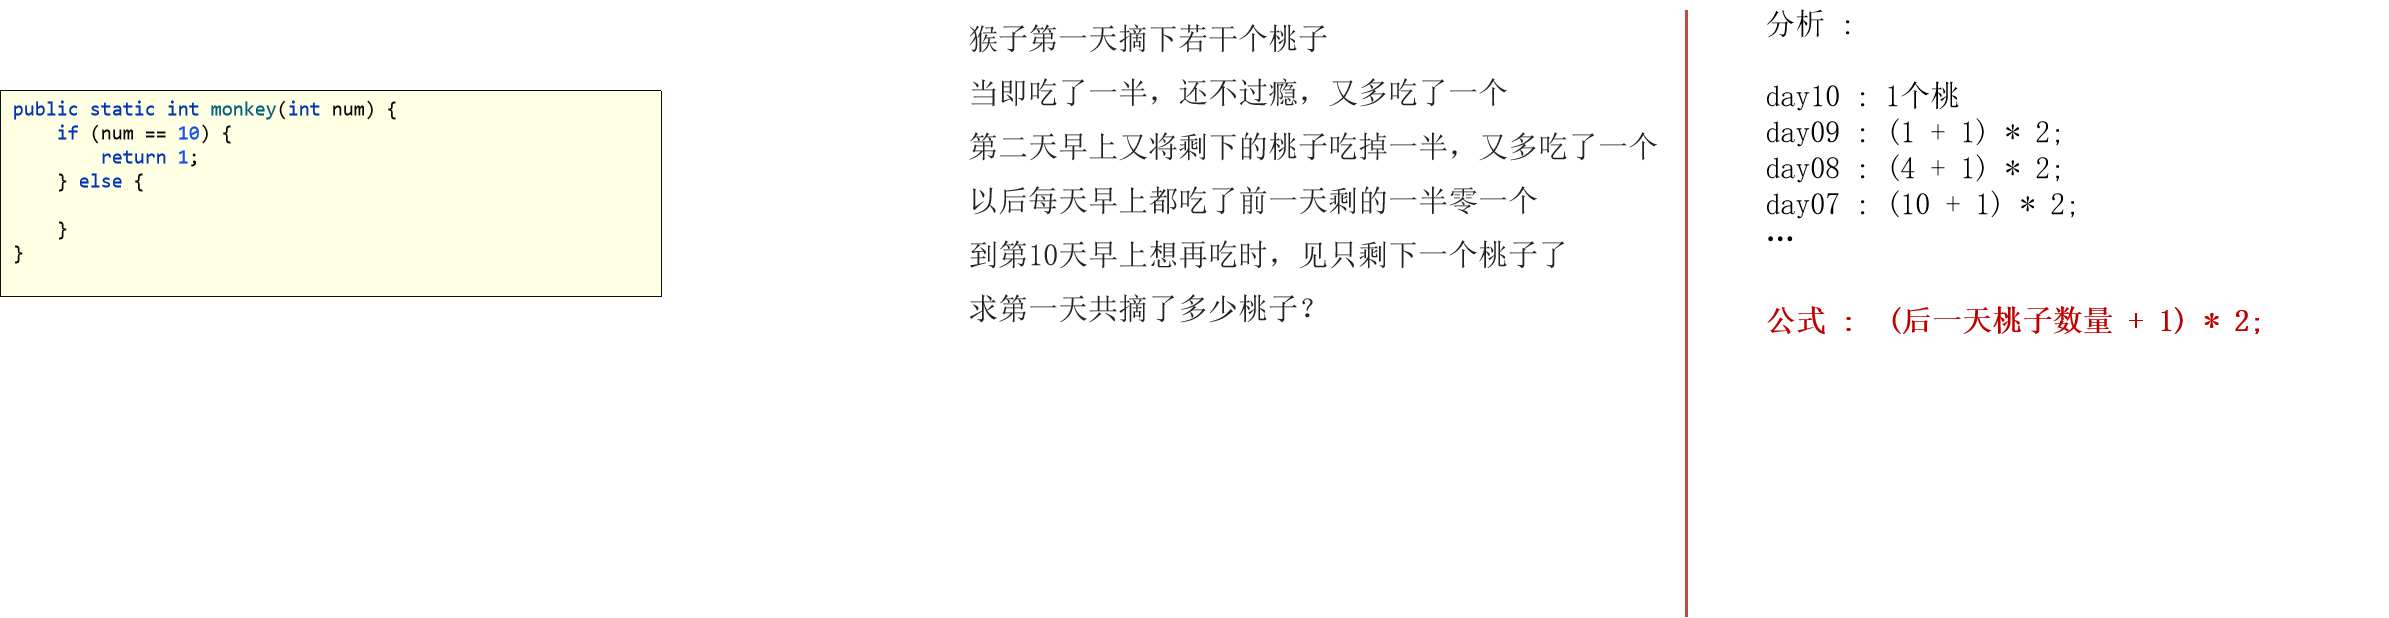 public static int monkey(int num) {
    if (num == 10) {
        return 1;
    } else {
    }
}
猴子第一天摘下若干个桃子
当即吃了一半，还不过瘾，又多吃了一个
第二天早上又将剩下的桃子吃掉一半，又多吃了一个
以后每天早上都吃了前一天剩的一半零一个
到第10天早上想再吃时，见只剩下一个桃子了
求第一天共摘了多少桃子？
分析 :
day10 : 1个桃
day09 : (1 + 1) * 2;
day08 : (4 + 1) * 2;
day07 : (10 + 1) * 2;
…
公式 : (后一天桃子数量 + 1) * 2;